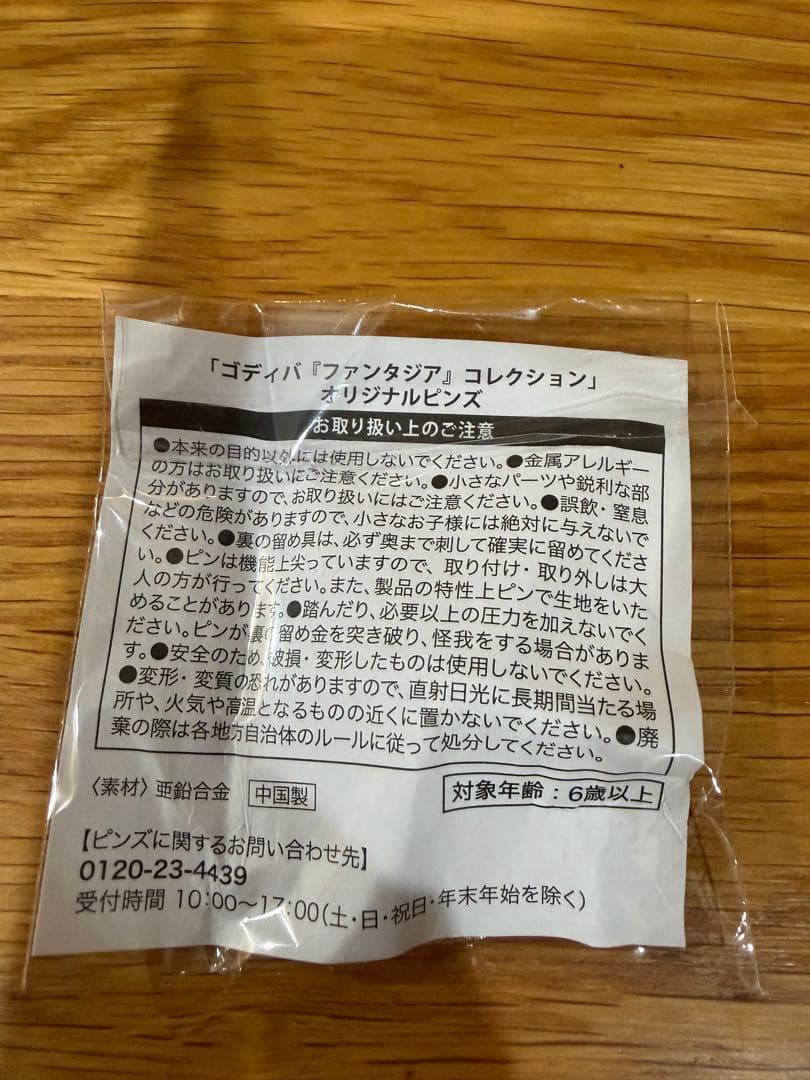 「ゴディバ『ファンタジア』コレクション」
オリジナルピンズ
お取り扱い上のご注意
●本来の目的以外には使用しないでください。●金属アレルギー
の方はお取り扱いにご注意ください。●小さなパーツや鋭利な部
分がありますので、お取り扱いにはご注意ください。●誤飲・窒息
などの危険がありますので、小さなお子様には絶対に与えないで
ください。●裏の留め具は、必ず奥まで刺して確実に留めてくださ
い。●ピンは機能上尖っていますので、取り付け・取り外しは大
人の方が行ってください。また、製品の特性上ピンで生地をいた
めることがあります。●踏んだり、必要以上の圧力を加えないでく
ださい。ピンが裏の留め金を突き破り、怪我をする場合がありま
す。●安全のため、破損・変形したものは使用しないでください。
●変形・変質の恐れがありますので、直射日光に長期間当たる場
所や、火気や高温となるものの近くに置かないでください。●廃
棄の際は各地方自治体のルールに従って処分してください。
〈素材〉亜鉛合金 中国製 対象年齢：6歳以上
【ピンズに関するお問い合わせ先】
0120-23-4439
受付時間 10:00〜17:00(土・日・祝日・年末年始を除く)